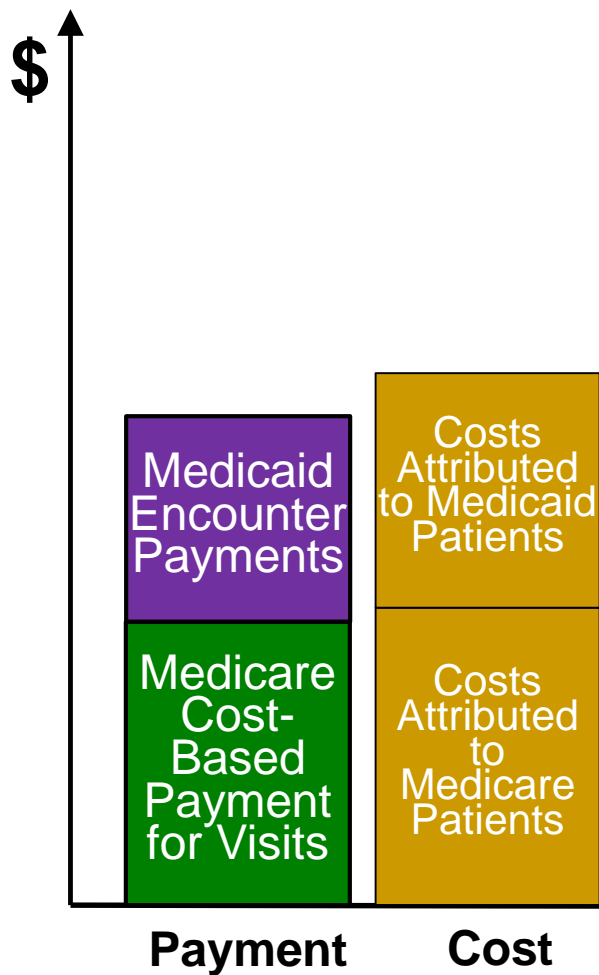 $
Medicaid
Encounter
Payments
Medicare
Cost-
Based
Payment
for Visits
Costs
Attributed
to Medicaid
Patients
Costs
Attributed
to
Medicare
Patients
Payment
Cost